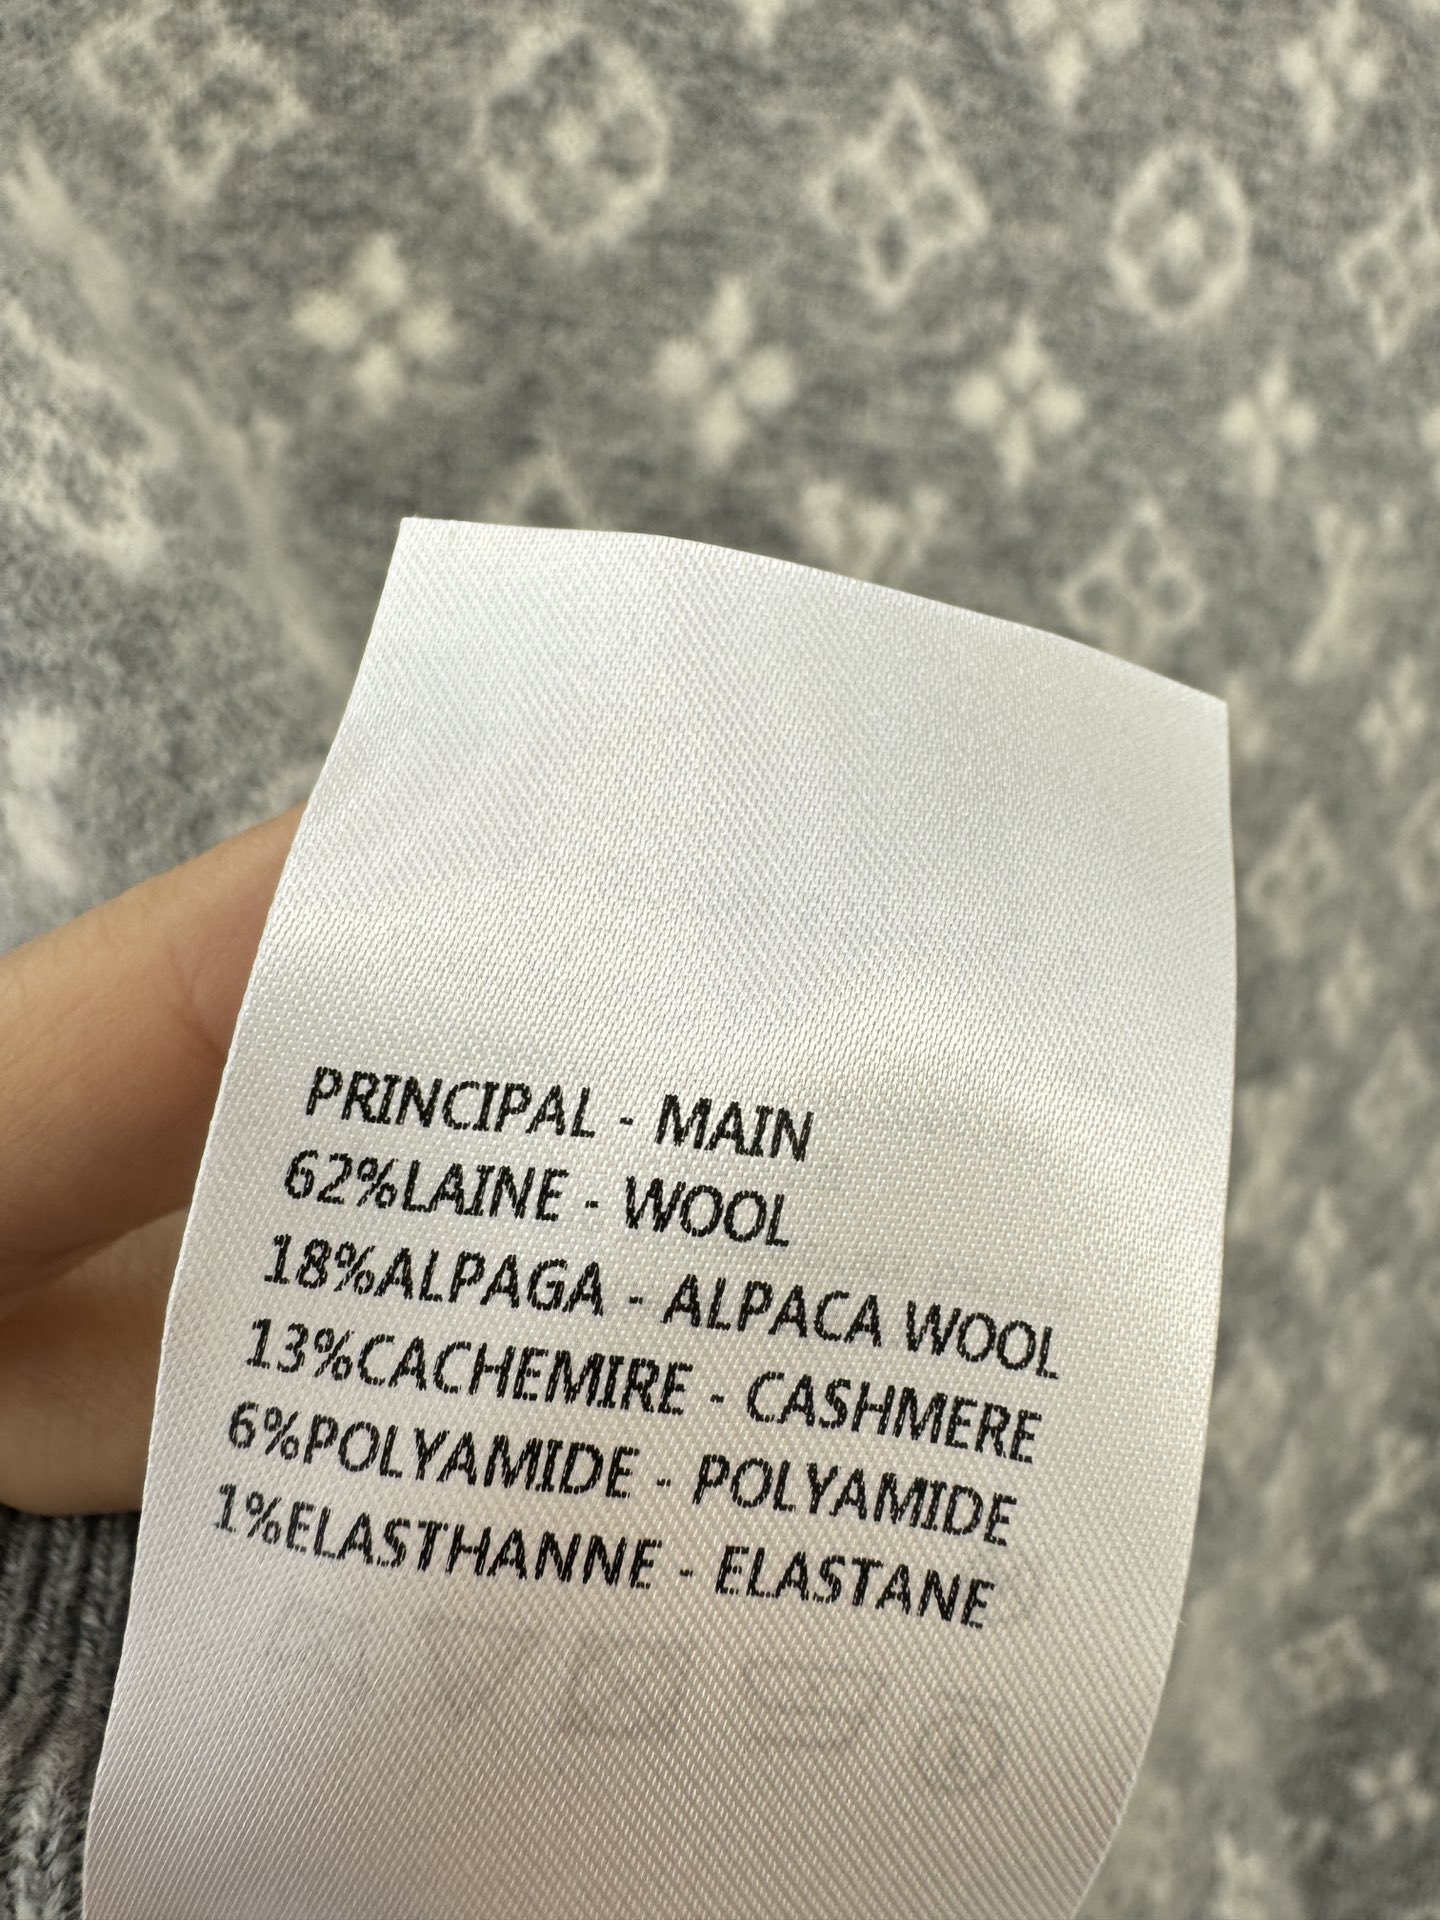 PRINCIPAL - MAIN
62%LAINE - WOOL
18%ALPAGA - ALPACA WOOL
13%CACHEMIRE - CASHMERE
6%POLYAMIDE - POLYAMIDE
1%ELASTHANNE - ELASTANE